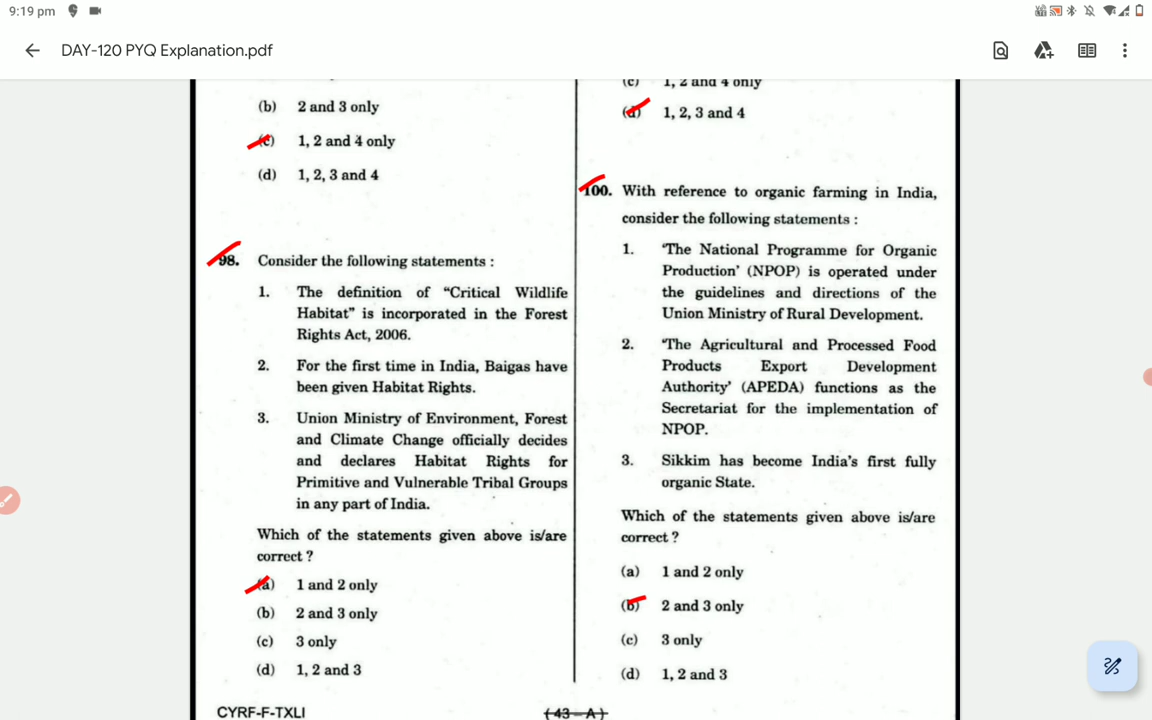 9:19 pm
DAY-120 PYQ Explanation.pdf
(b) 2 and 3 only
(c) 1, 2 and 4 only
(d) 1, 2, 3 and 4
98. Consider the following statements :
1. The definition of "Critical Wildlife
Habitat" is incorporated in the Forest
Rights Act, 2006.
2. For the first time in India, Baigas have
been given Habitat Rights.
3. Union Ministry of Environment, Forest
and Climate Change officially decides
and declares Habitat Rights for
Primitive and Vulnerable Tribal Groups
in any part of India.
Which of the statements given above is/are
correct ?
(a) 1 and 2 only
(b) 2 and 3 only
(c) 3 only
(d) 1, 2 and 3
CYRF-F-TXLI
(c) 1, 2 and 4 only
(d) 1, 2, 3 and 4
100. With reference to organic farming in India,
consider the following statements :
1. 'The National Programme for Organic
Production' (NPOP) is operated under
the guidelines and directions of the
Union Ministry of Rural Development.
2. 'The Agricultural and Processed Food
Products Export Development
Authority' (APEDA) functions as the
Secretariat for the implementation of
NPOP.
3. Sikkim has become India's first fully
organic State.
Which of the statements given above is/are
correct ?
(a) 1 and 2 only
(b) 2 and 3 only
(c) 3 only
(d) 1, 2 and 3
( 43 – A )